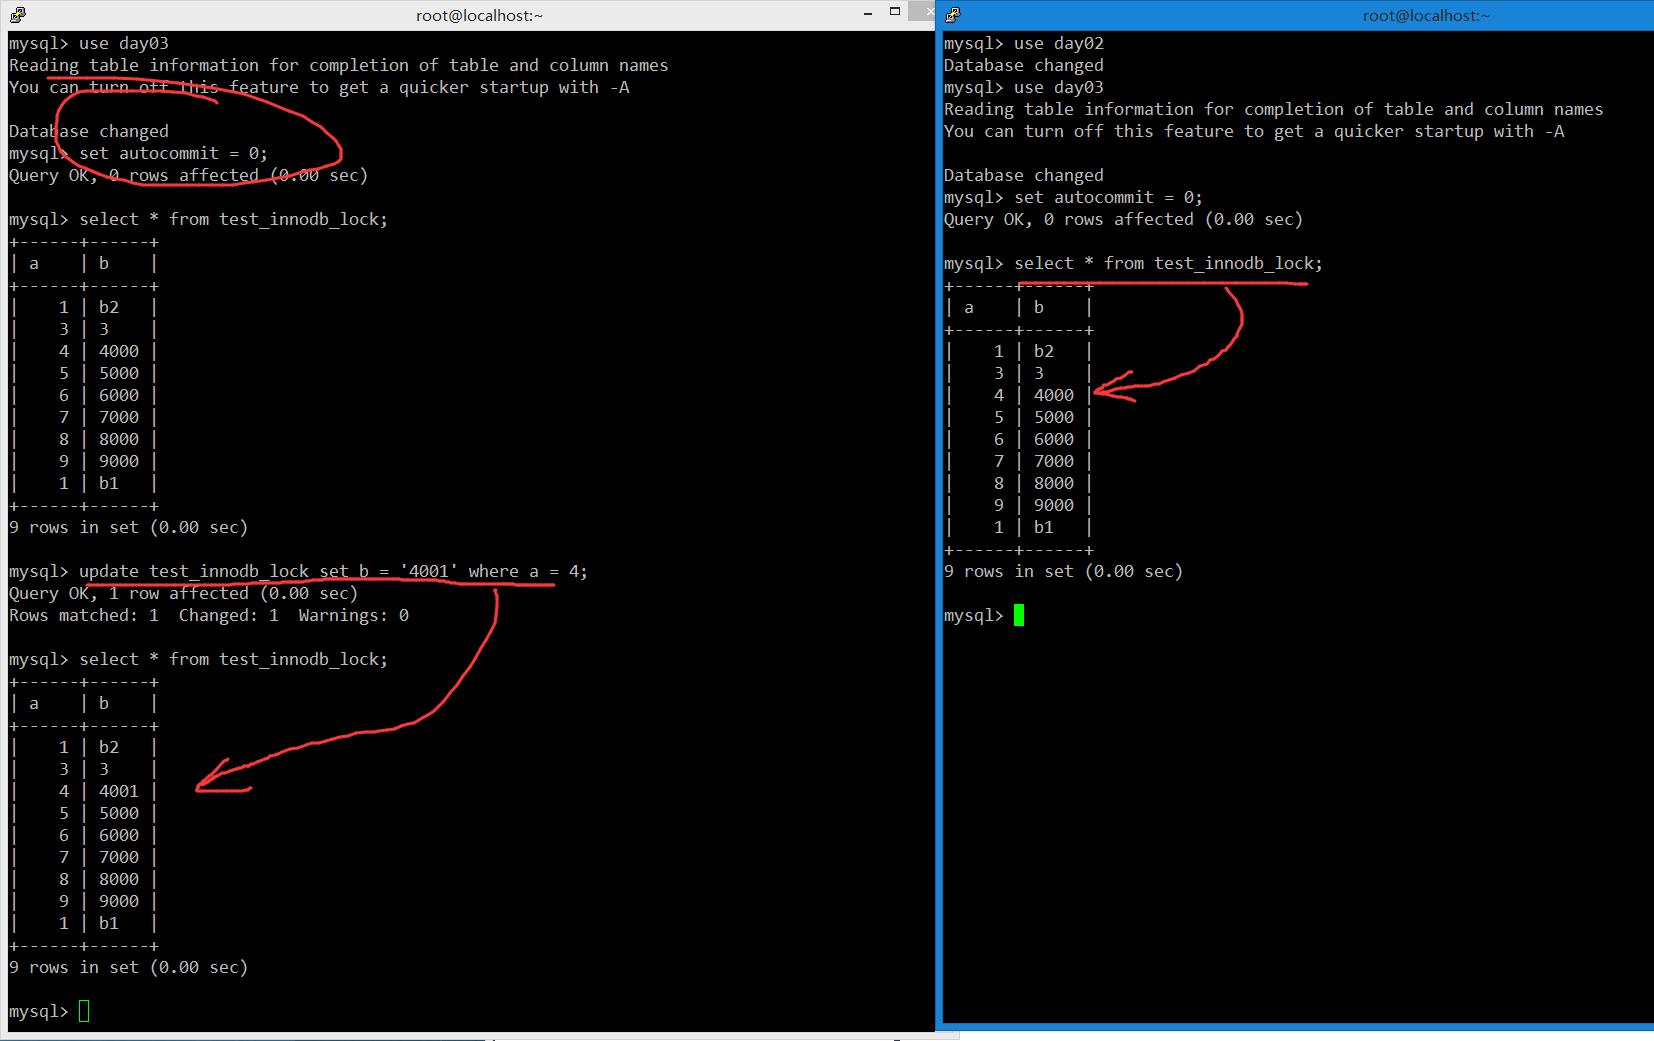 root@localhost:~
mysql> use day03
Reading table information for completion of table and column names
You can turn off this feature to get a quicker startup with -A
Database changed
mysql> set autocommit = 0;
Query OK, 0 rows affected (0.00 sec)
mysql> select * from test_innodb_lock;
+------+------+
| a    | b    |
+------+------+
|    1 | b2   |
|    3 | 3    |
|    4 | 4000 |
|    5 | 5000 |
|    6 | 6000 |
|    7 | 7000 |
|    8 | 8000 |
|    9 | 9000 |
|    1 | b1   |
+------+------+
9 rows in set (0.00 sec)
mysql> update test_innodb_lock set b = '4001' where a = 4;
Query OK, 1 row affected (0.00 sec)
Rows matched: 1  Changed: 1  Warnings: 0
mysql> select * from test_innodb_lock;
+------+------+
| a    | b    |
+------+------+
|    1 | b2   |
|    3 | 3    |
|    4 | 4001 |
|    5 | 5000 |
|    6 | 6000 |
|    7 | 7000 |
|    8 | 8000 |
|    9 | 9000 |
|    1 | b1   |
+------+------+
9 rows in set (0.00 sec)
mysql>
root@localhost:~
mysql> use day02
Database changed
mysql> use day03
Reading table information for completion of table and column names
You can turn off this feature to get a quicker startup with -A
Database changed
mysql> set autocommit = 0;
Query OK, 0 rows affected (0.00 sec)
mysql> select * from test_innodb_lock;
+------+------+
| a    | b    |
+------+------+
|    1 | b2   |
|    3 | 3    |
|    4 | 4000 |
|    5 | 5000 |
|    6 | 6000 |
|    7 | 7000 |
|    8 | 8000 |
|    9 | 9000 |
|    1 | b1   |
+------+------+
9 rows in set (0.00 sec)
mysql>